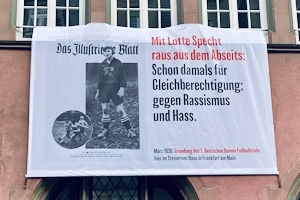 Das Illustrierte Blatt
Mit Lotte Specht
raus aus dem Abseits:
Schon damals für
Gleichberechtigung;
gegen Rassismus
und Hass.
März 1930: Gründung des 1. Deutschen Damen Fußballclubs
hier im Steinernen Haus in Frankfurt am Main.